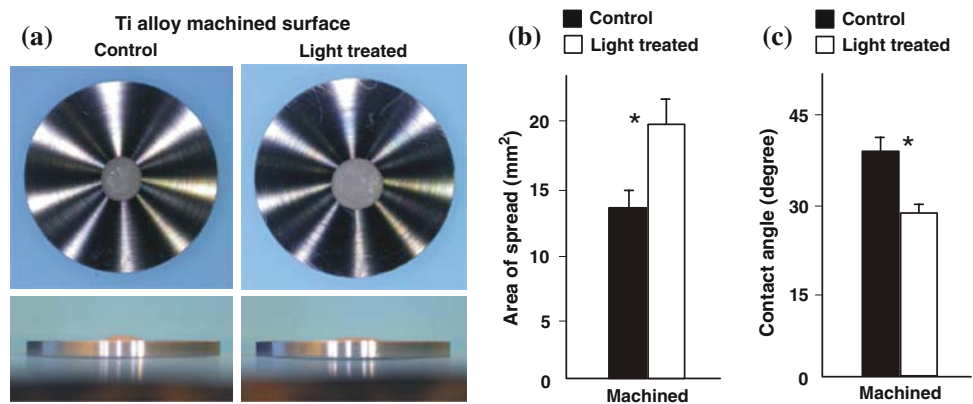 (a)
Ti alloy machined surface
Control
Light treated
(b)
Control
Light treated
Area of spread (mm²)
20
15
10
5
0
*
Machined
(c)
Control
Light treated
Contact angle (degree)
45
30
15
0
*
Machined